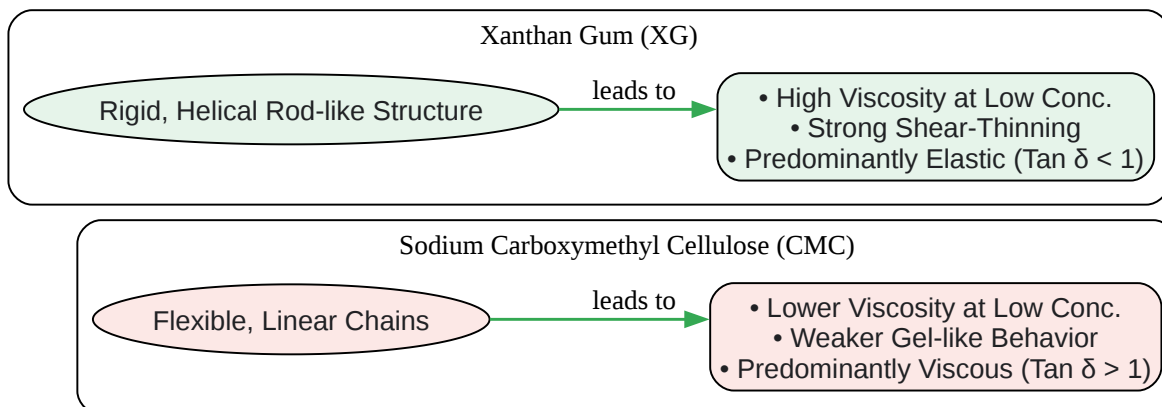 Xanthan Gum (XG)
Rigid, Helical Rod-like Structure
leads to
• High Viscosity at Low Conc.
• Strong Shear-Thinning
• Predominantly Elastic (Tan δ < 1)
Sodium Carboxymethyl Cellulose (CMC)
Flexible, Linear Chains
leads to
• Lower Viscosity at Low Conc.
• Weaker Gel-like Behavior
• Predominantly Viscous (Tan δ > 1)